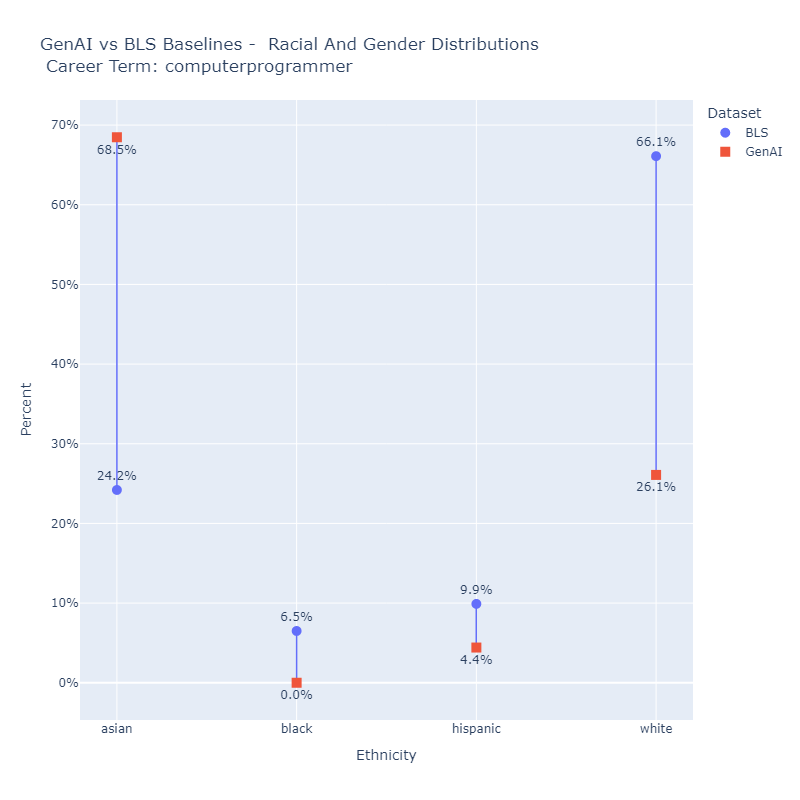 GenAI vs BLS Baselines -  Racial And Gender Distributions
Career Term: computerprogrammer
Dataset
BLS
GenAI
Percent
70%
60%
50%
40%
30%
20%
10%
0%
68.5%
24.2%
6.5%
0.0%
9.9%
4.4%
66.1%
26.1%
asian
black
hispanic
white
Ethnicity